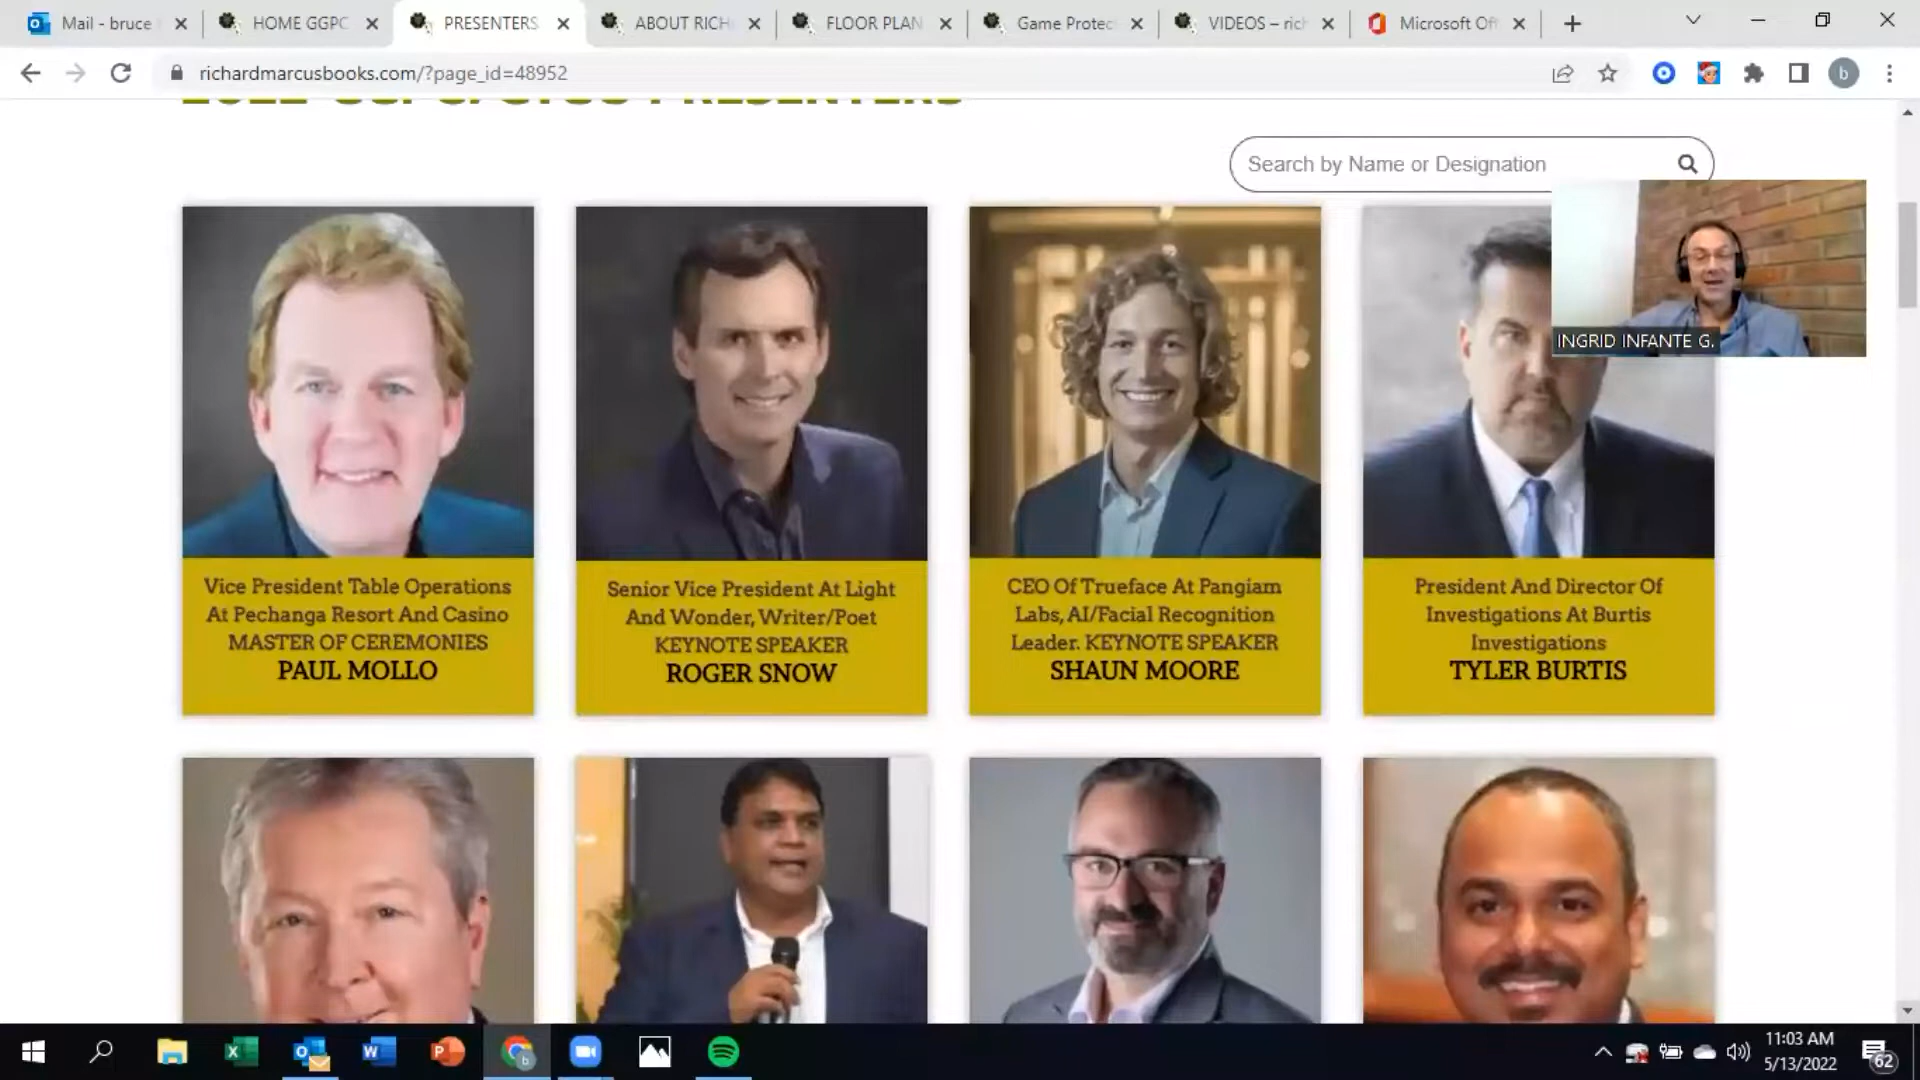 Mail - bruce
HOME GGPC
PRESENTERS
ABOUT RICH
FLOOR PLAN
Game Protec
VIDEOS – rich
Microsoft Off
richardmarcusbooks.com/?page_id=48952
b
PRESENTERS
Search by Name or Designation
INGRID INFANTE G.
Vice President Table Operations
At Pechanga Resort And Casino
MASTER OF CEREMONIES
PAUL MOLLO
Senior Vice President At Light
And Wonder, Writer/Poet
KEYNOTE SPEAKER
ROGER SNOW
CEO Of Trueface At Pangiam
Labs, AI/Facial Recognition
Leader. KEYNOTE SPEAKER
SHAUN MOORE
President And Director Of
Investigations At Burtis
Investigations
TYLER BURTIS
11:03 AM
5/13/2022
62